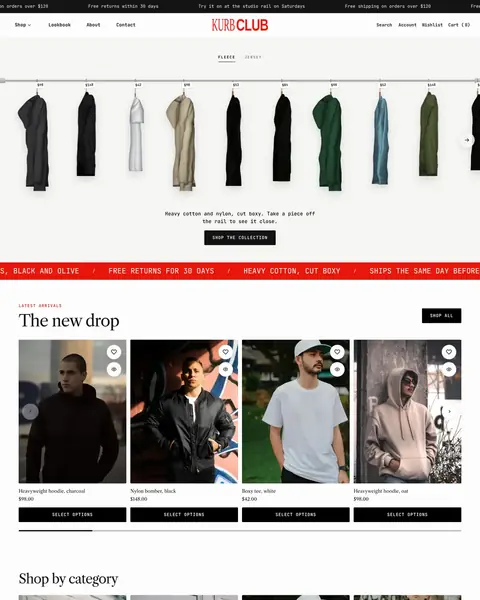 on orders over $120
Free returns within 30 days
Try it on at the studio rail on Saturdays
Free shipping on orders over $120
Free returns
Shop
Lookbook
About
Contact
KURBCLUB
Search
Account
Wishlist
Cart (0)
FLEECE
JERSEY
$98
$42
$98
Heavy cotton and nylon, cut boxy. Take a piece off
the rail to see it close.
SHOP THE COLLECTION
S, BLACK AND OLIVE / FREE RETURNS FOR 30 DAYS / HEAVY COTTON, CUT BOXY / SHIPS THE SAME DAY BEFORE
LATEST ARRIVALS
The new drop
SHOP ALL
Heavyweight hoodie, charcoal
$98.00
SELECT OPTIONS
Nylon bomber, black
$148.00
SELECT OPTIONS
Boxy tee, white
$42.00
SELECT OPTIONS
Heavyweight hoodie, oat
$98.00
SELECT OPTIONS
Shop by category